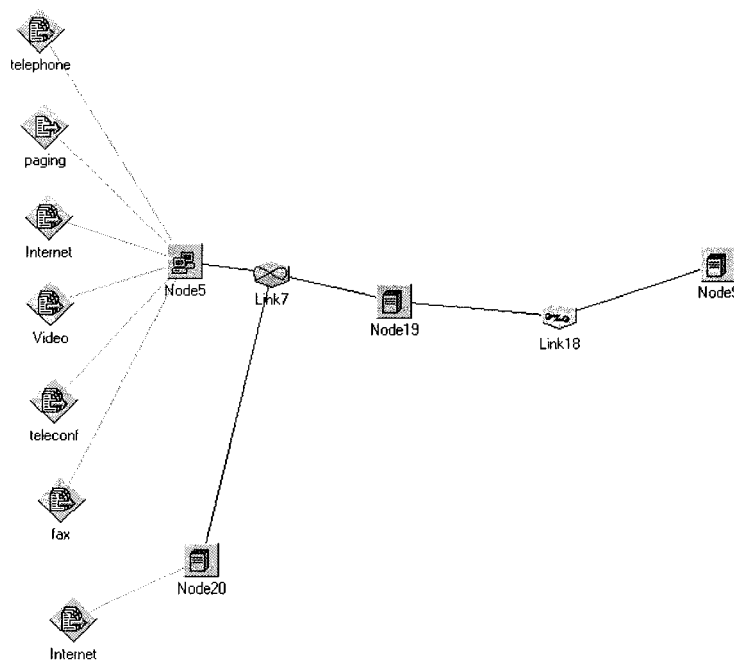 telephone
paging
Internet
Video
teleconf
fax
Internet
Node5
Link7
Node19
Link18
Node20